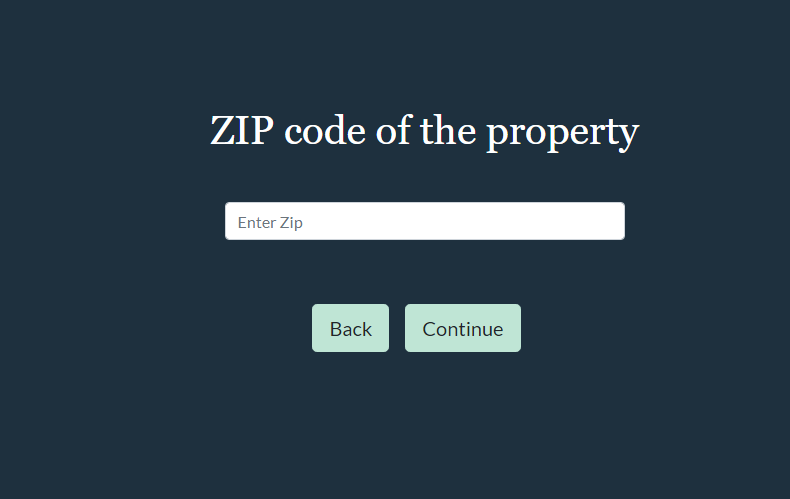 ZIP code of the property
Enter Zip
Back Continue